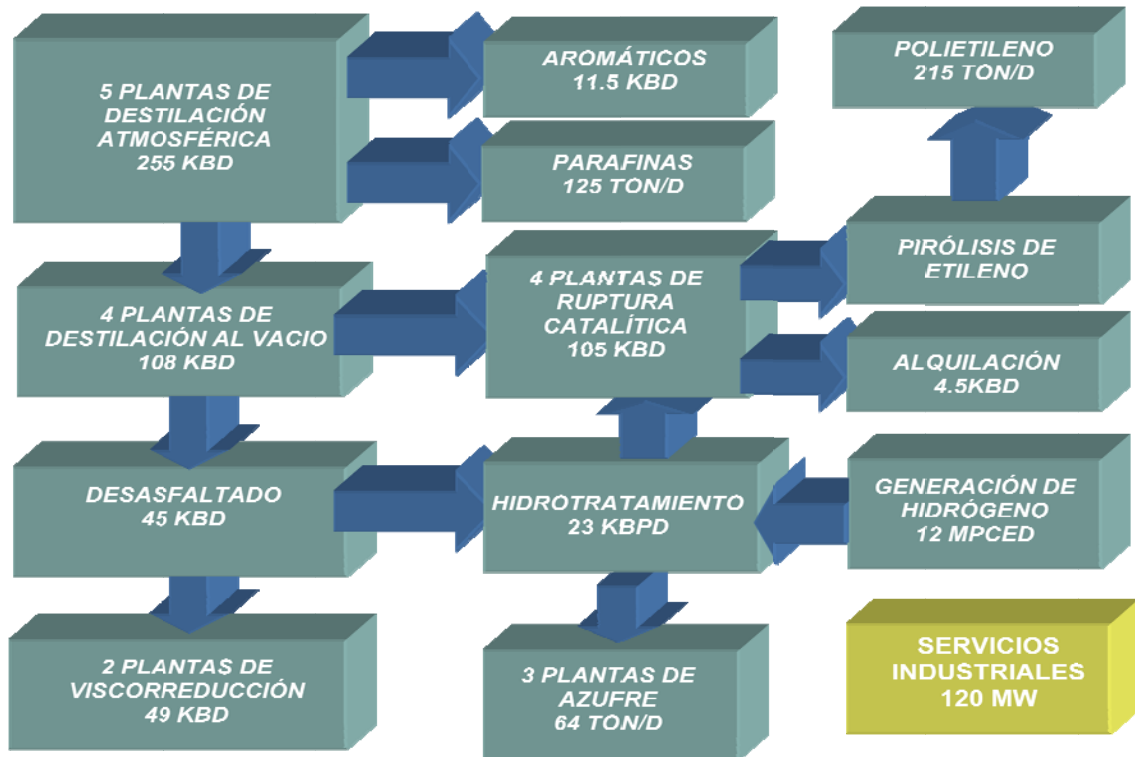 5 PLANTAS DE
DESTILACIÓN
ATMOSFÉRICA
255 KBD
AROMÁTICOS
11.5 KBD
POLIETILENO
215 TON/D
PARAFINAS
125 TON/D
4 PLANTAS DE
DESTILACIÓN AL VACIO
108 KBD
4 PLANTAS DE
RUPTURA
CATALÍTICA
105 KBD
PIRÓLISIS DE
ETILENO
ALQUILACIÓN
4.5KBD
DESASFALTADO
45 KBD
HIDROTRATAMIENTO
23 KBPD
GENERACIÓN DE
HIDRÓGENO
12 MPCED
2 PLANTAS DE
VISCORREDUCCIÓN
49 KBD
3 PLANTAS DE
AZUFRE
64 TON/D
SERVICIOS
INDUSTRIALES
120 MW